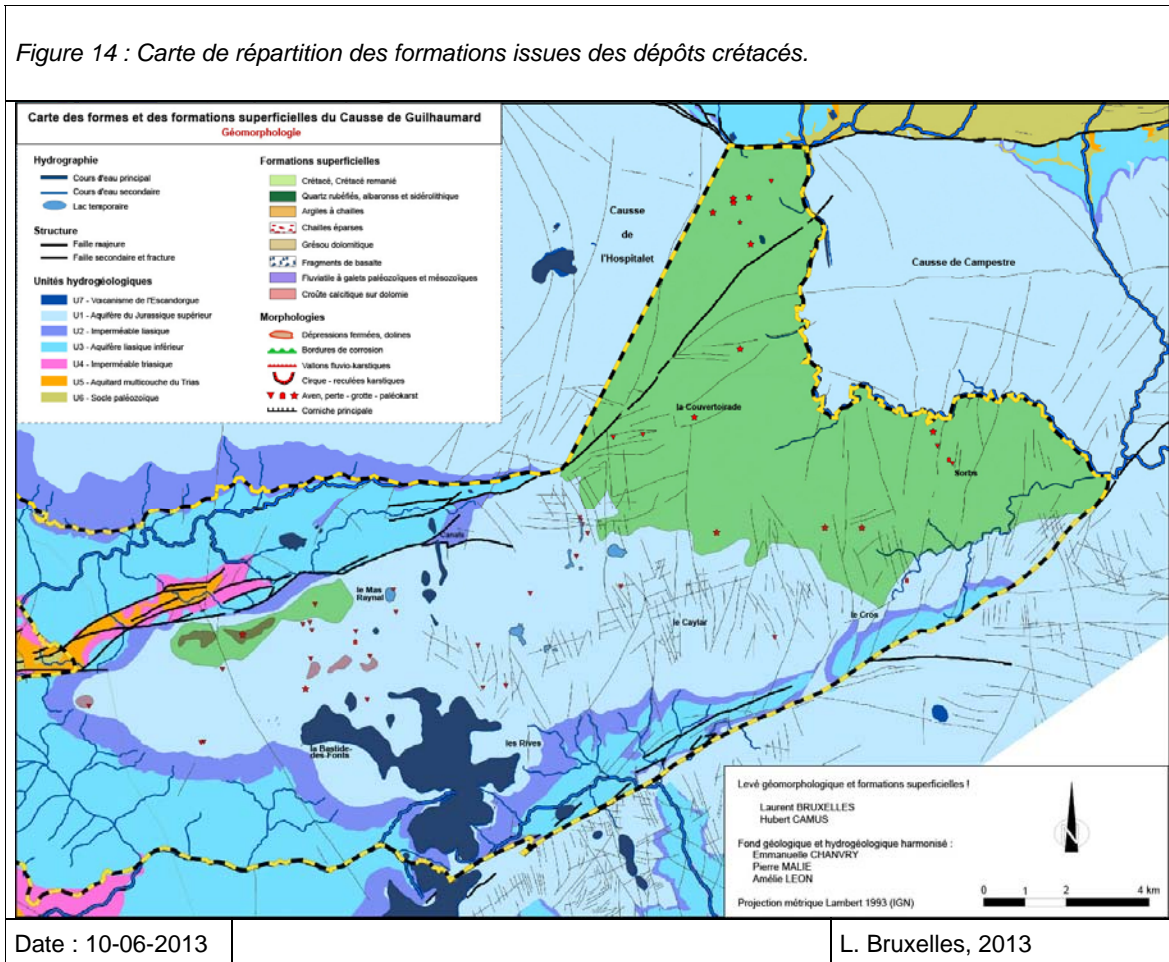 Figure 14 : Carte de répartition des formations issues des dépôts crétacés.
Carte des formes et des formations superficielles du Causse de Guilhaumard
Géomorphologie
Hydrographie
Cours d'eau principal
Cours d'eau secondaire
Lac temporaire
Structure
Faille majeure
Faille secondaire et fracture
Unités hydrogéologiques
U7 - Volcanisme de l'Escandorgue
U1 - Aquifère du Jurassique supérieur
U2 - Imperméable liasique
U3 - Aquifère liasique inférieur
U4 - Imperméable triasique
U5 - Aquitard multicouche du Trias
U6 - Socle paléozoïque
Formations superficielles
Crétacé, Crétacé remanié
Quartz rubéfiés, albarons et sidérolithique
Argiles à chailles
Chailles éparses
Grésou dolomitique
Fragments de basalte
Fluviatile à galets paléozoïques et mésozoïques
Croûte calcitique sur dolomie
Morphologies
Dépressions fermées, dolines
Bordures de corrosion
Vallons fluvio-karstiques
Cirque - reculées karstiques
Aven, perte - grotte - paléokarst
Corniche principale
Causse
de
l'Hospitalet
Causse de Campestre
la Couvertoirade
Sorbs
Canals
le Mas
Raynal
le Caylar
le Cros
la Bastide-
des-Fonts
les Rives
Levé géomorphologique et formations superficielles !
Laurent BRUXELLES
Hubert CAMUS
Fond géologique et hydrogéologique harmonisé :
Emmanuelle CHANVRY
Pierre MALIE
Amélie LEON
Projection métrique Lambert 1993 (IGN)
N
0 1 2 4 km
Date : 10-06-2013
L. Bruxelles, 2013